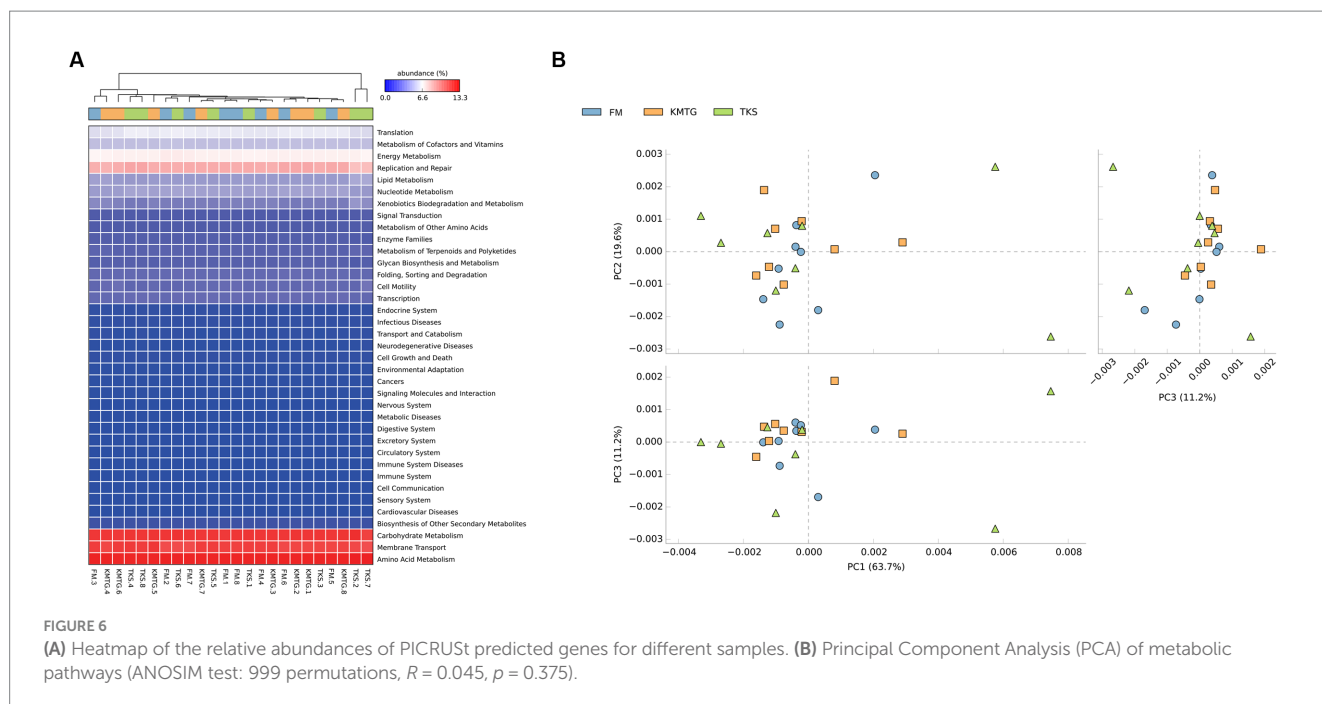 A
abundance (%)
0.0 6.6 13.3
Translation
Metabolism of Cofactors and Vitamins
Energy Metabolism
Replication and Repair
Lipid Metabolism
Nucleotide Metabolism
Xenobiotics Biodegradation and Metabolism
Signal Transduction
Metabolism of Other Amino Acids
Enzyme Families
Metabolism of Terpenoids and Polyketides
Glycan Biosynthesis and Metabolism
Folding, Sorting and Degradation
Cell Motility
Transcription
Endocrine System
Infectious Diseases
Transport and Catabolism
Neurodegenerative Diseases
Cell Growth and Death
Environmental Adaptation
Cancers
Signaling Molecules and Interaction
Nervous System
Metabolic Diseases
Digestive System
Excretory System
Circulatory System
Immune System Diseases
Immune System
Cell Communication
Sensory System
Cardiovascular Diseases
Biosynthesis of Other Secondary Metabolites
Carbohydrate Metabolism
Membrane Transport
Amino Acid Metabolism
FM.3
KMTG.4
KMTG.6
TKS.4
TKS.8
KMTG.5
FM.2
TKS.6
FM.7
KMTG.7
TKS.5
FM.1
FM.8
TKS.1
FM.4
KMTG.3
FM.6
KMTG.2
KMTG.1
TKS.3
FM.5
KMTG.8
TKS.2
TKS.7
B
FM KMTG TKS
0.003
0.002
0.001
0.000
−0.001
−0.002
−0.003
PC2 (19.6%)
−0.003 −0.002 −0.001 0.000 0.001 0.002
PC3 (11.2%)
0.002
0.001
0.000
−0.001
−0.002
−0.003
PC3 (11.2%)
−0.004 −0.002 0.000 0.002 0.004 0.006 0.008
PC1 (63.7%)
FIGURE 6
(A) Heatmap of the relative abundances of PICRUSt predicted genes for different samples. (B) Principal Component Analysis (PCA) of metabolic
pathways (ANOSIM test: 999 permutations, R = 0.045, p = 0.375).